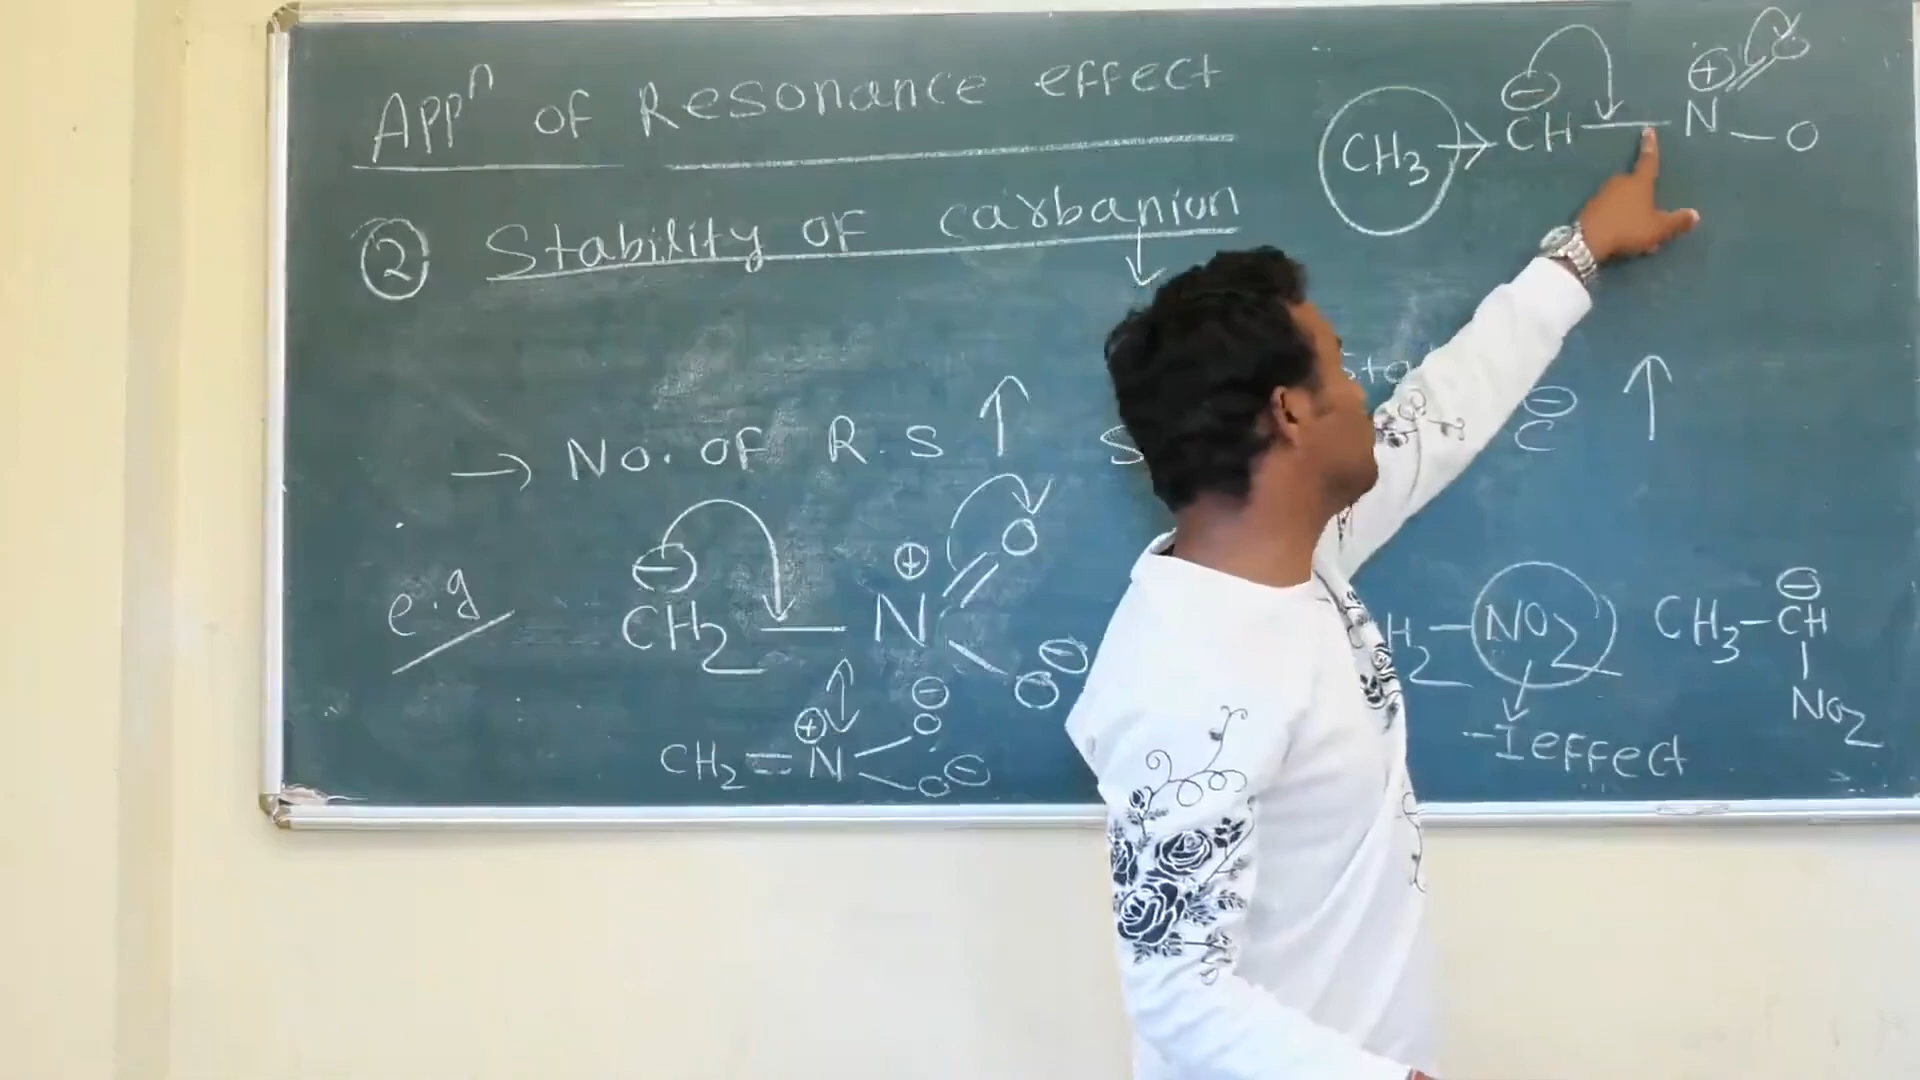 Appⁿ of Resonance effect
② Stability of carbanion
CH₃ → CH — N — O
⊖ ⊕ O
→ No. of R.S ↑ S
⊖ C ↑
e.g
⊖ CH₂ — N ⊕ = O
O ⊖
CH₂ = N ⊕ — O ⊖
O ⊖
H₂ — NO₂
-I effect
CH₃ — CH ⊖
NO₂